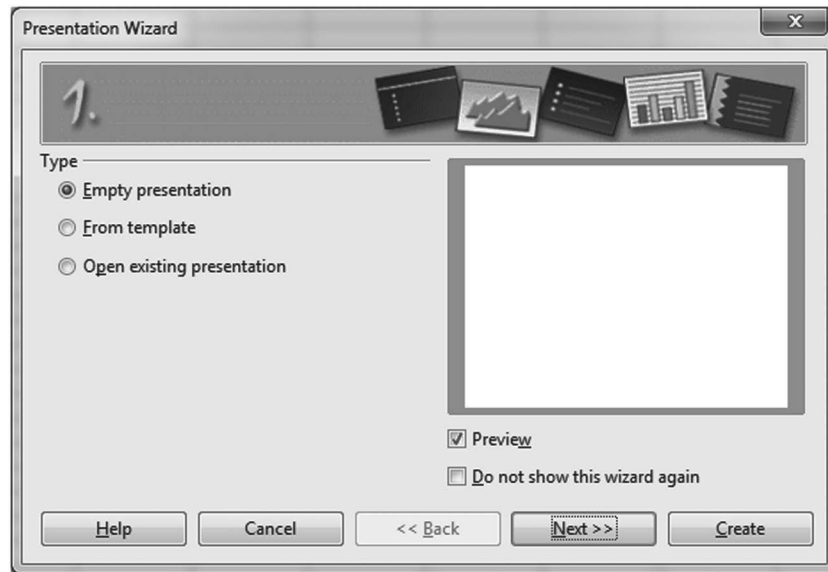 Presentation Wizard
X
1.
Type
Empty presentation
From template
Open existing presentation
Preview
Do not show this wizard again
Help
Cancel
<< Back
Next >>
Create